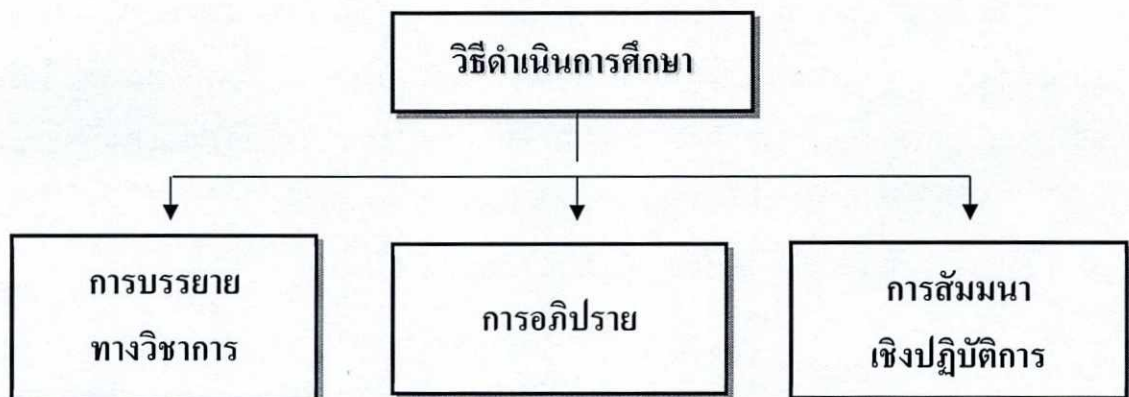 วิธีดำเนินการศึกษา
การบรรยาย
ทางวิชาการ
การอภิปราย
การสัมมนา
เชิงปฏิบัติการ